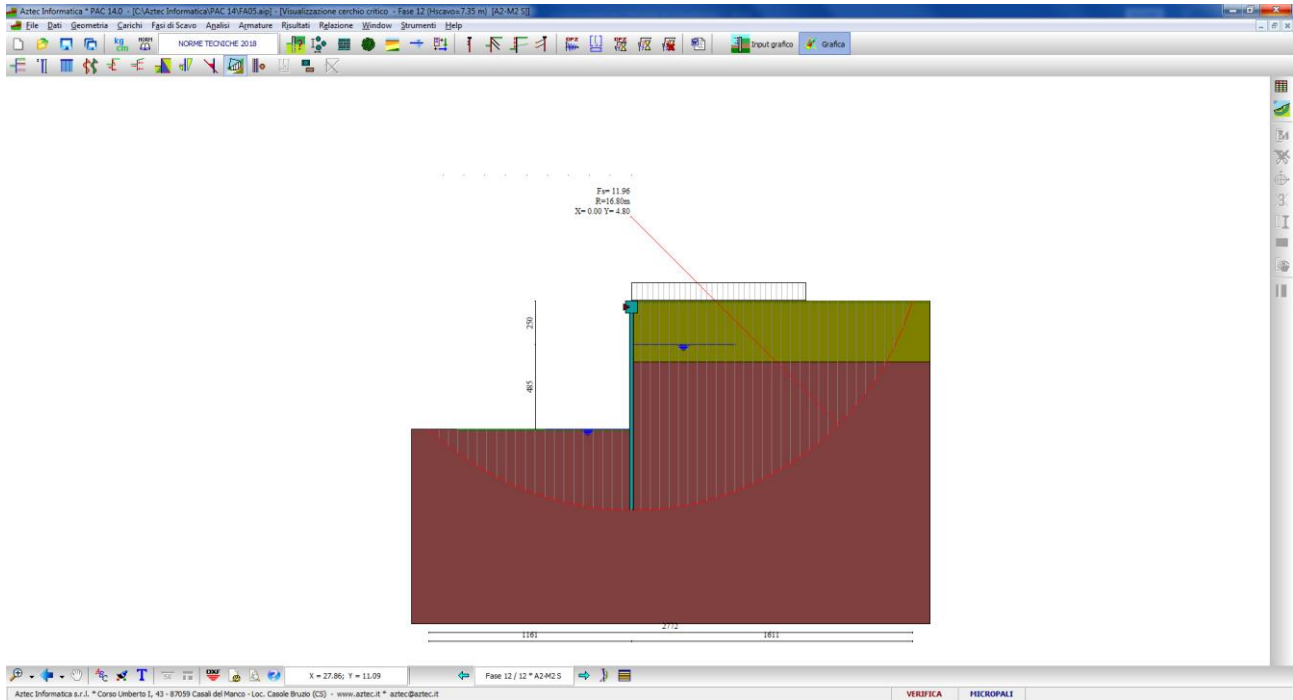 Aztec Informatica * PAC 14.0 - [C:\Aztec Informatica\PAC 14\FA05.aip] - [Visualizzazione cerchio critico - Fase 12 (Hscavo=7.35 m) [A2-M2 S]]
File Dati Geometria Carichi Fasi di Scavo Analisi Armature Risultati Relazione Window Strumenti Help
NORME TECNICHE 2018
Input grafico
Grafica
Fs= 11.96
R=16.80m
X= 0.00 Y= 4.80
250
485
2772
1161
1611
X = 27.86; Y = 11.09
Fase 12 / 12 * A2-M2 S
Aztec Informatica s.r.l. * Corso Umberto I, 43 - 87059 Casali del Manco - Loc. Casole Bruzio (CS) - www.aztec.it * aztec@aztec.it
VERIFICA
MICROPALI